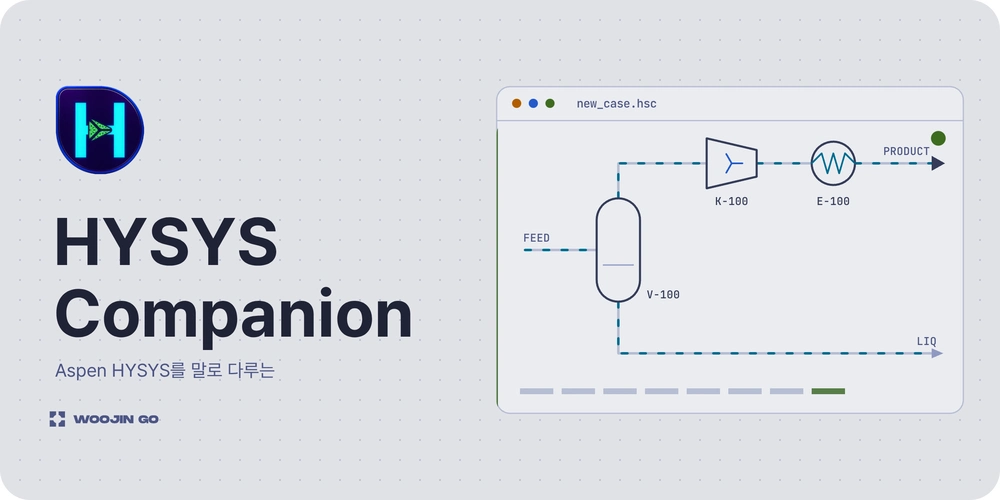 H
HYSYS
Companion
Aspen HYSYS를 말로 다루는
WOOJIN GO
new_case.hsc
PRODUCT
K-100
E-100
FEED
V-100
LIQ